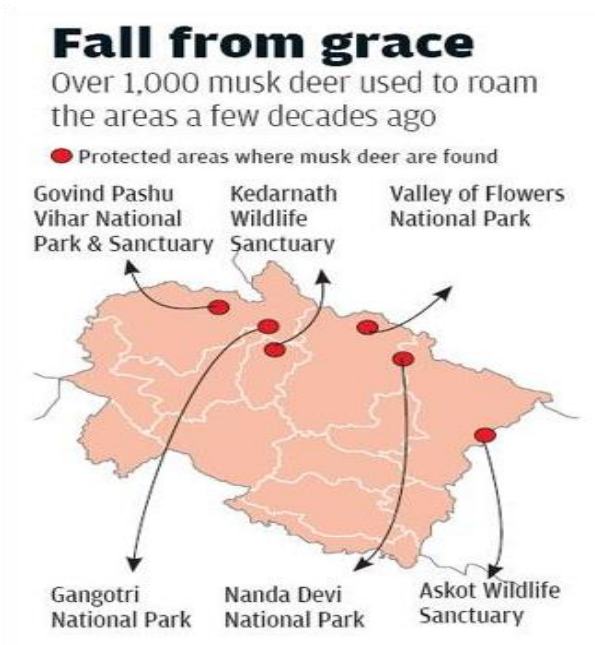 Fall from grace
Over 1,000 musk deer used to roam
the areas a few decades ago
Protected areas where musk deer are found
Govind Pashu
Vihar National
Park & Sanctuary
Kedarnath
Wildlife
Sanctuary
Valley of Flowers
National Park
Gangotri
National Park
Nanda Devi
National Park
Askot Wildlife
Sanctuary